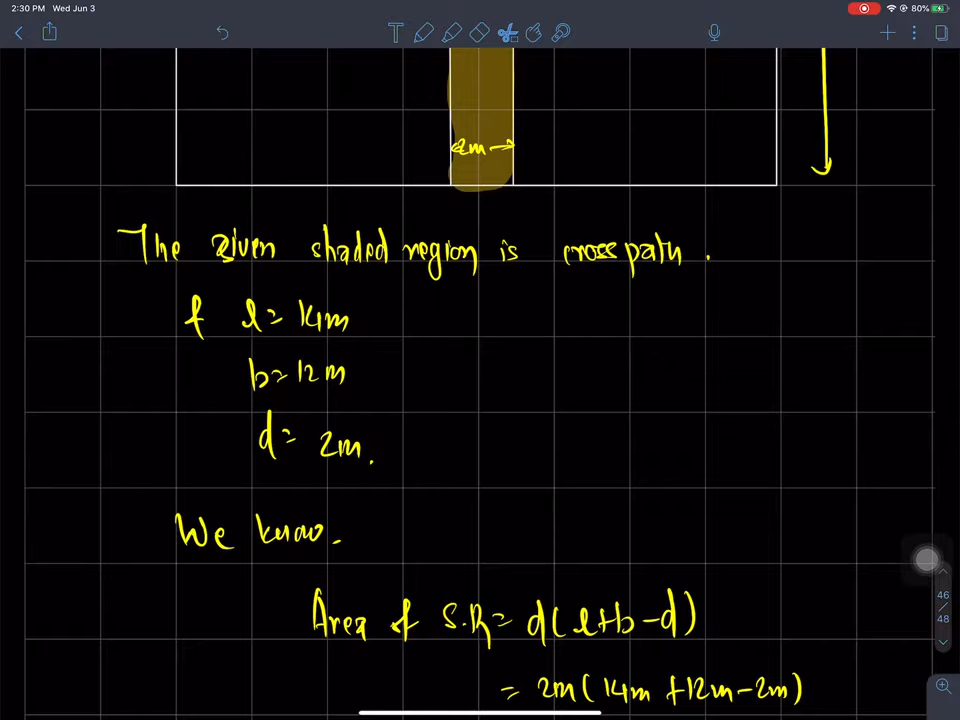 2:30 PM Wed Jun 3
80%
2m
The given shaded region is cross path.
f l = 14m
b = 12m
d = 2m.
We know.
Area of S.R = d(l+b-d)
= 2m(14m+12m-2m)
46
/
48